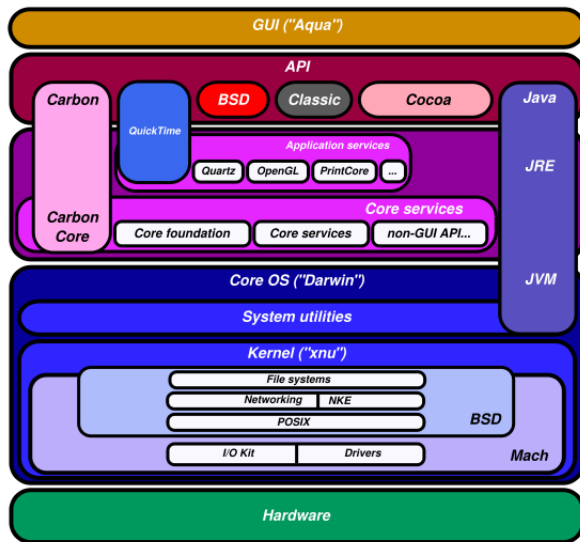 GUI ("Aqua")
API
Carbon
QuickTime
BSD
Classic
Cocoa
Java
Application services
Quartz
OpenGL
PrintCore
...
JRE
Core services
Carbon
Core
Core foundation
Core services
non-GUI API...
Core OS ("Darwin")
JVM
System utilities
Kernel ("xnu")
File systems
Networking
NKE
POSIX
BSD
I/O Kit
Drivers
Mach
Hardware